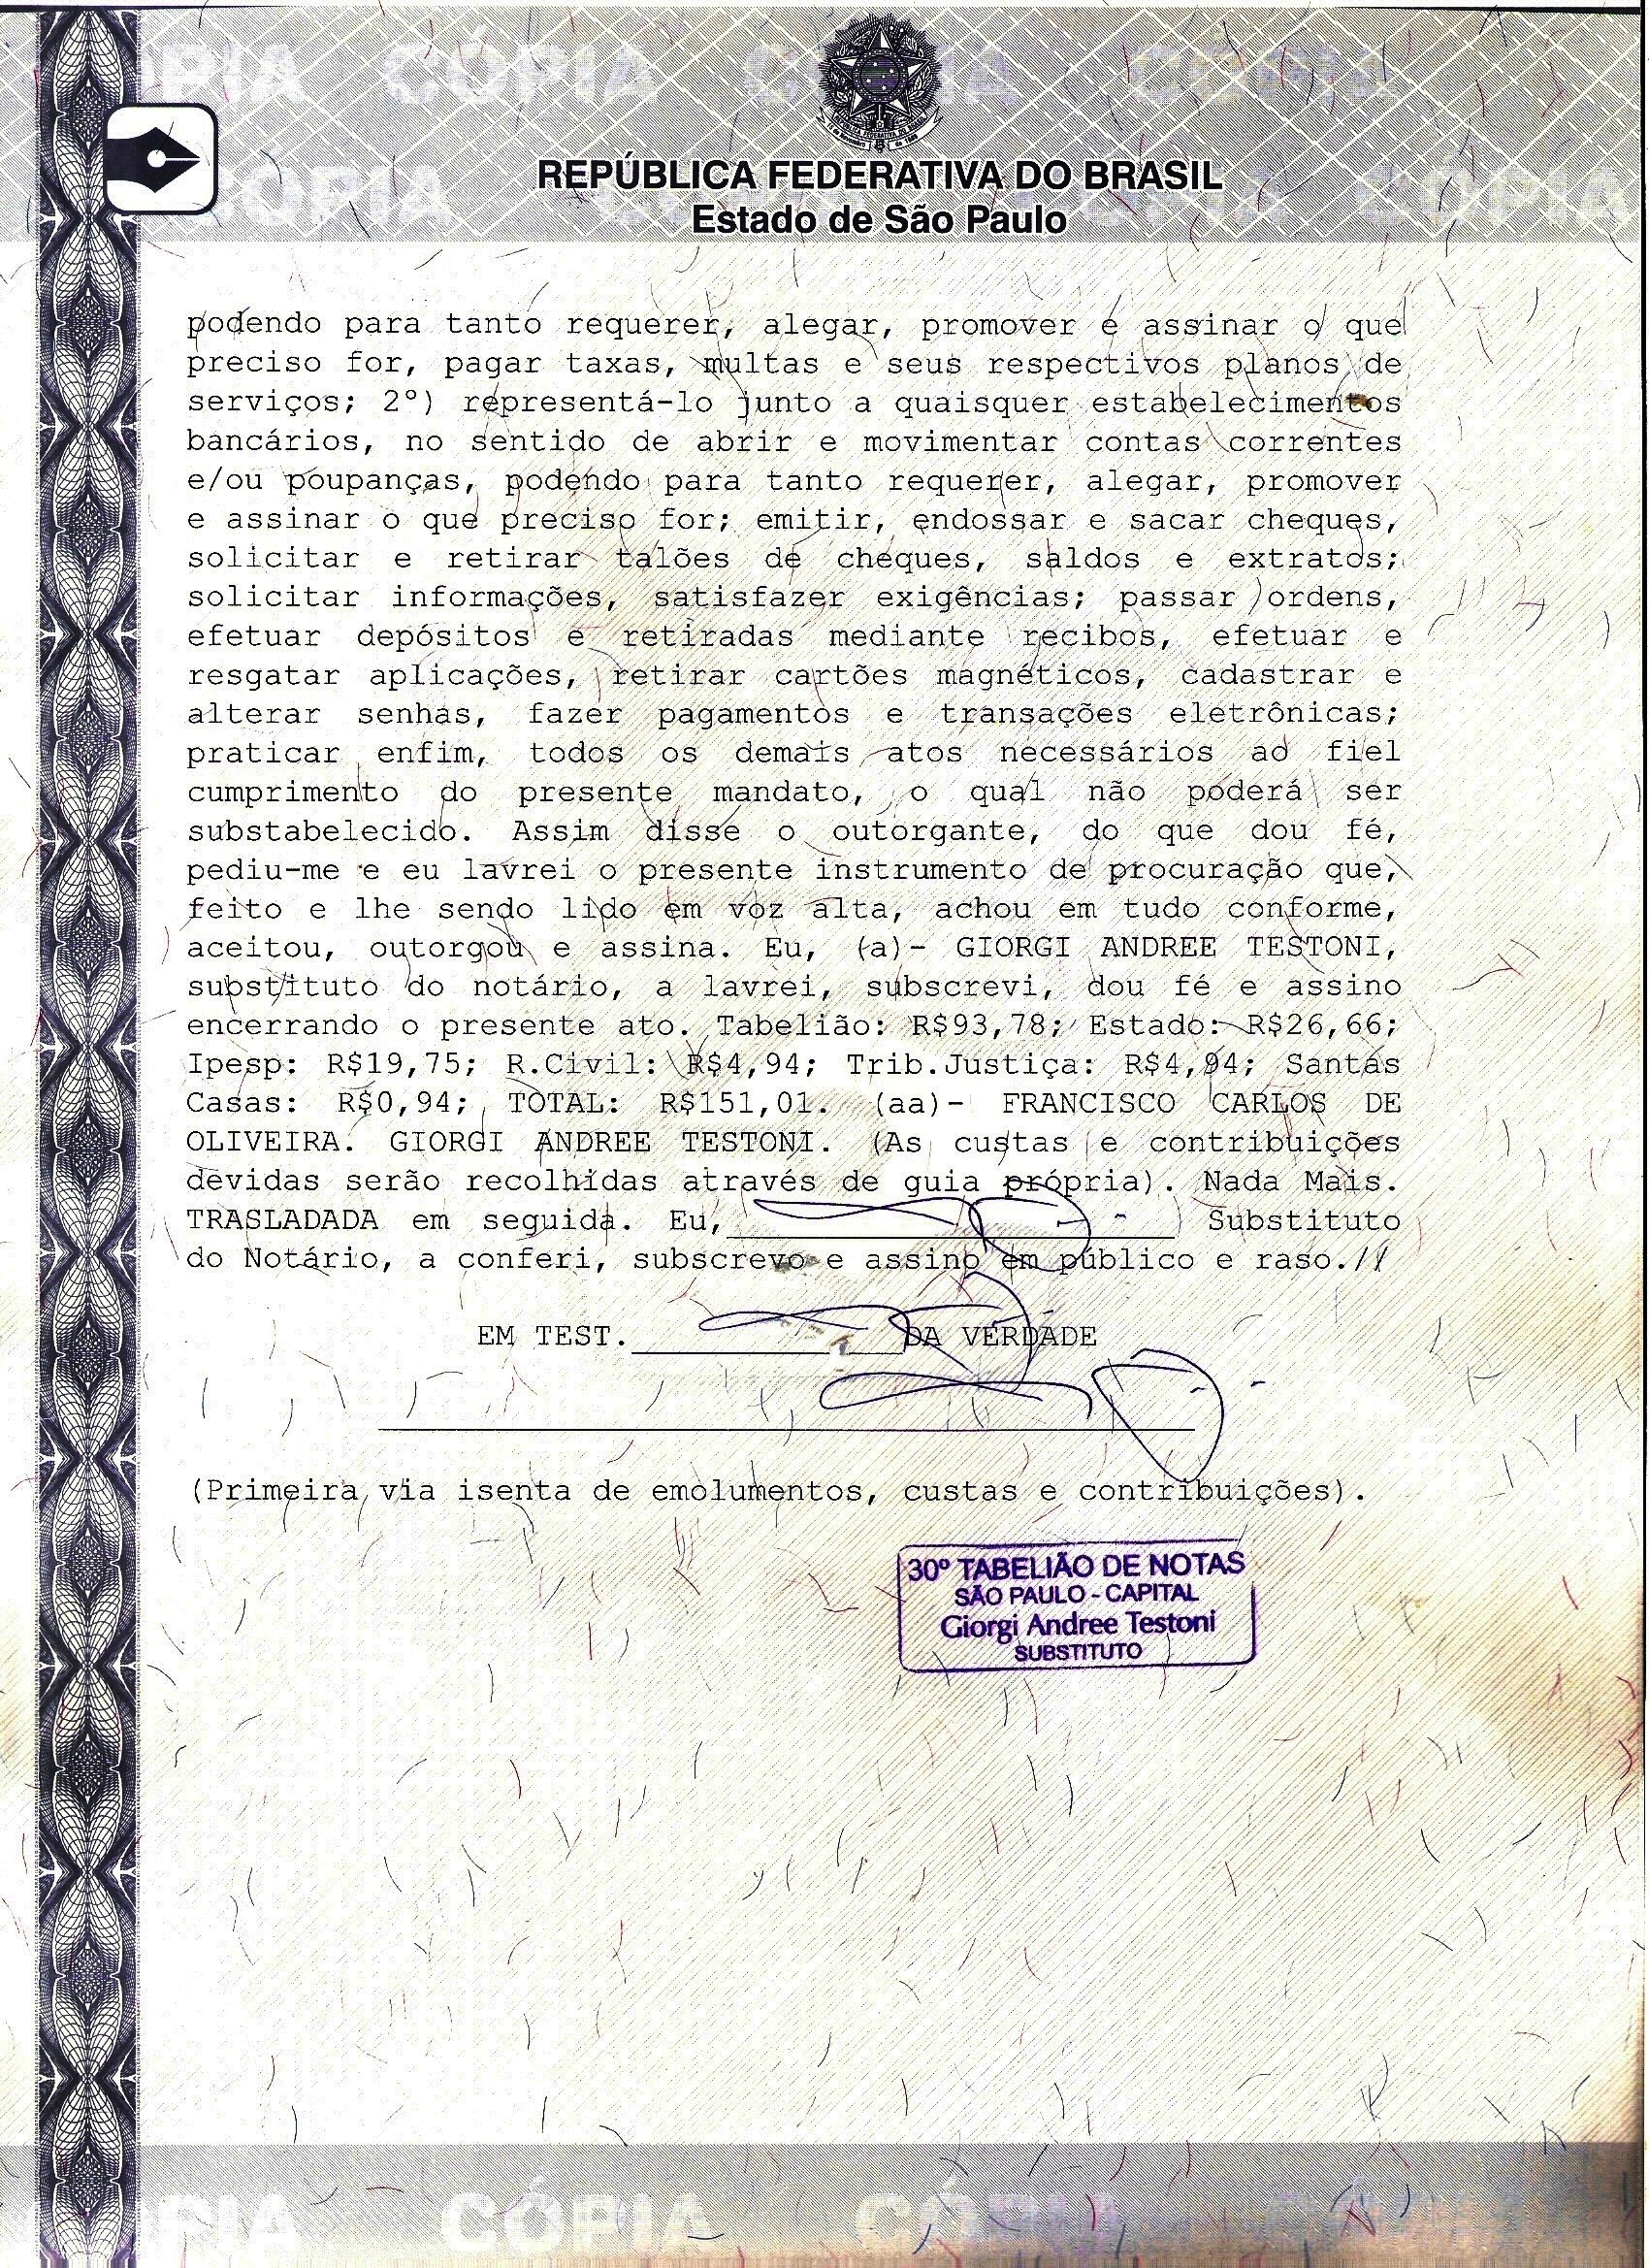 CÓPIA CÓPIA
REPÚBLICA FEDERATIVA DO BRASIL
Estado de São Paulo
podendo para tanto requerer, alegar, promover e assinar o que
preciso for, pagar taxas, multas e seus respectivos planos de
serviços; 2º) representá-lo junto a quaisquer estabelecimentos
bancários, no sentido de abrir e movimentar contas correntes
e/ou poupanças, podendo para tanto requerer, alegar, promover
e assinar o que preciso for; emitir, endossar e sacar cheques,
solicitar e retirar talões de cheques, saldos e extratos;
solicitar informações, satisfazer exigências; passar ordens,
efetuar depósitos e retiradas mediante recibos, efetuar e
resgatar aplicações, retirar cartões magnéticos, cadastrar e
alterar senhas, fazer pagamentos e transações eletrônicas;
praticar enfim, todos os demais atos necessários ao fiel
cumprimento do presente mandato, o qual não poderá ser
substabelecido. Assim disse o outorgante, do que dou fé,
pediu-me e eu lavrei o presente instrumento de procuração que,
feito e lhe sendo lido em voz alta, achou em tudo conforme,
aceitou, outorgou e assina. Eu, (a)- GIORGI ANDREE TESTONI,
substituto do notário, a lavrei, subscrevi, dou fé e assino
encerrando o presente ato. Tabelião: R$93,78; Estado: R$26,66;
Ipesp: R$19,75; R.Civil: R$4,94; Trib.Justiça: R$4,94; Santas
Casas: R$0,94; TOTAL: R$151,01. (aa)- FRANCISCO CARLOS DE
OLIVEIRA. GIORGI ANDREE TESTONI. (As custas e contribuições
devidas serão recolhidas através de guia própria). Nada Mais.
TRASLADADA em seguida. Eu, Substituto
do Notário, a conferi, subscrevo e assino em público e raso.//
EM TEST. DA VERDADE
(Primeira via isenta de emolumentos, custas e contribuições).
30º TABELIÃO DE NOTAS
SÃO PAULO - CAPITAL
Giorgi Andree Testoni
SUBSTITUTO
CÓPIA CÓPIA